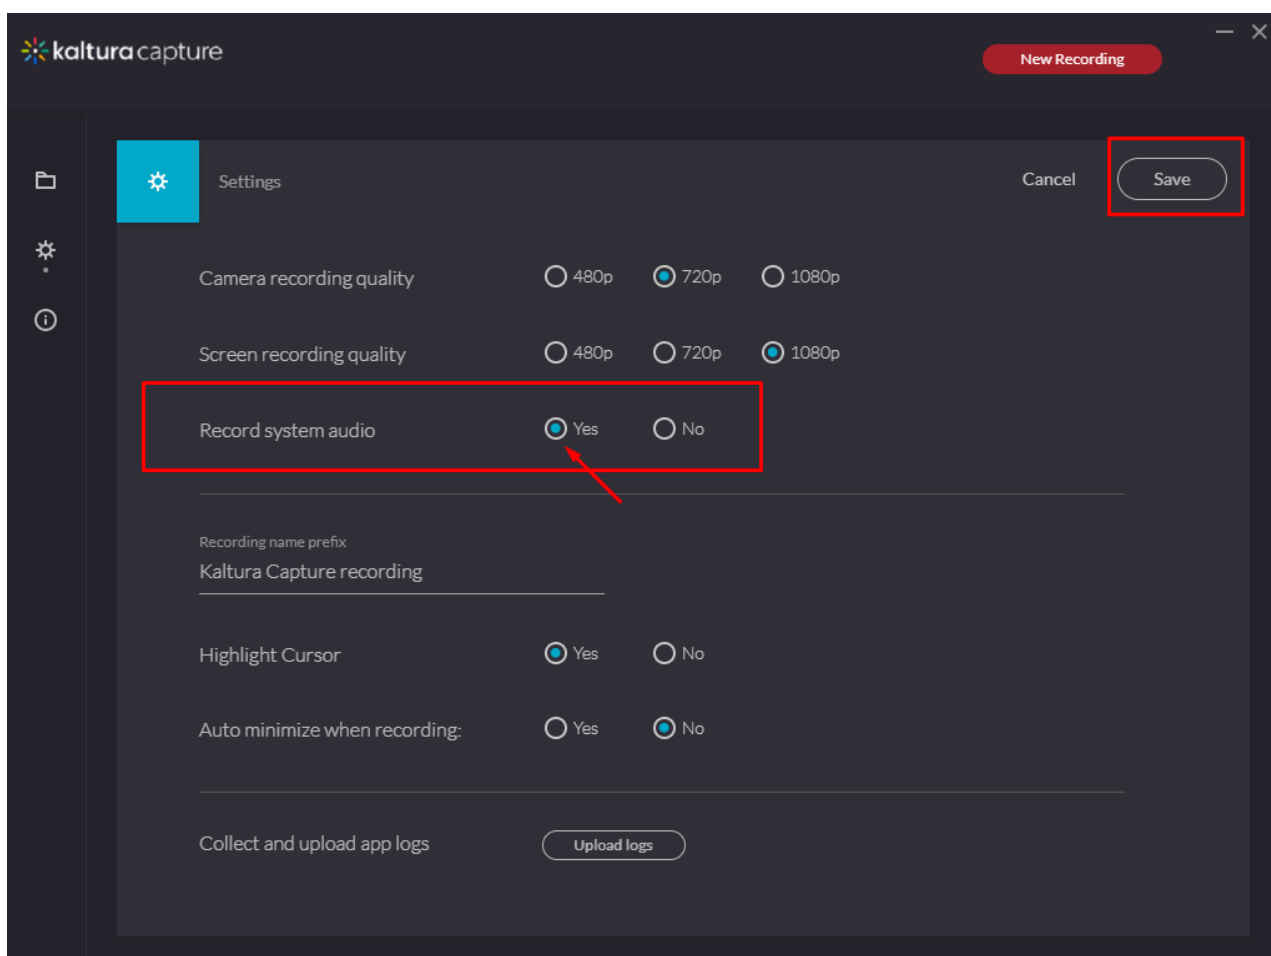 kaltura capture
New Recording
Settings Cancel Save
Camera recording quality 480p 720p 1080p
Screen recording quality 480p 720p 1080p
Record system audio Yes No
Recording name prefix
Kaltura Capture recording
Highlight Cursor Yes No
Auto minimize when recording: Yes No
Collect and upload app logs Upload logs